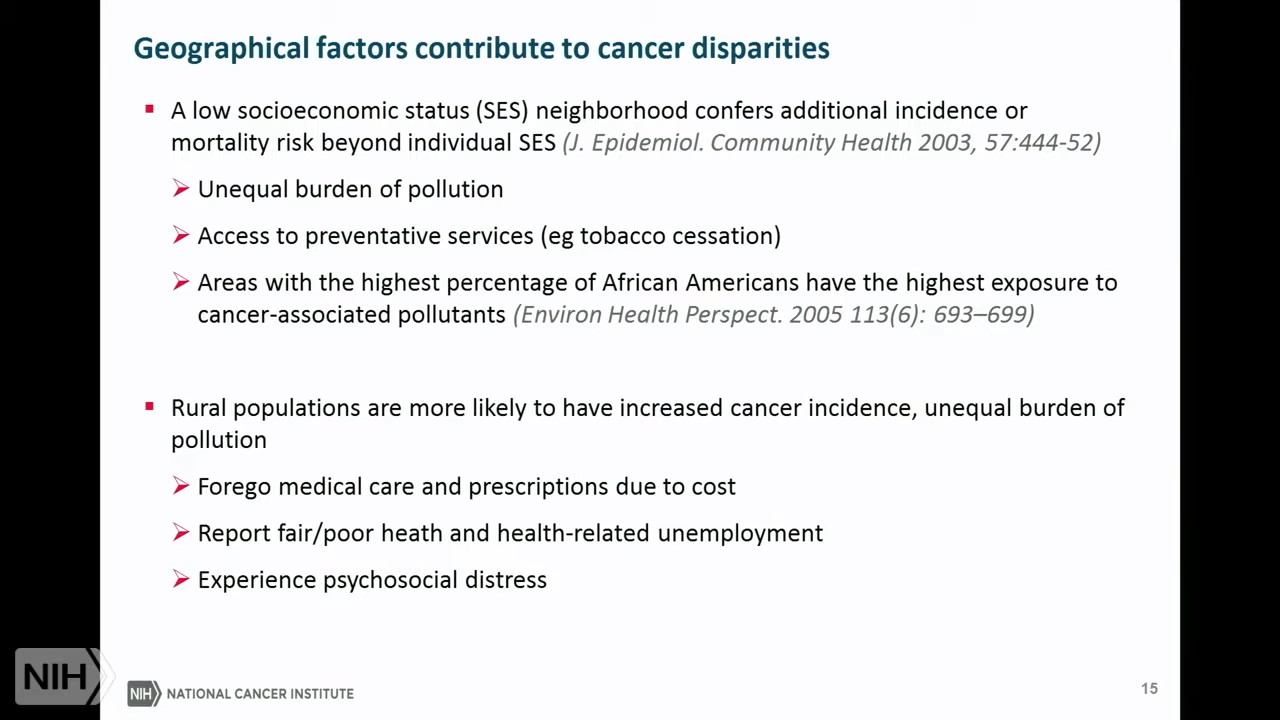 Geographical factors contribute to cancer disparities
A low socioeconomic status (SES) neighborhood confers additional incidence or
mortality risk beyond individual SES (J. Epidemiol. Community Health 2003, 57:444-52)
Unequal burden of pollution
Access to preventative services (eg tobacco cessation)
Areas with the highest percentage of African Americans have the highest exposure to
cancer-associated pollutants (Environ Health Perspect. 2005 113(6): 693–699)
Rural populations are more likely to have increased cancer incidence, unequal burden of
pollution
Forego medical care and prescriptions due to cost
Report fair/poor heath and health-related unemployment
Experience psychosocial distress
NIH
NIH NATIONAL CANCER INSTITUTE
15